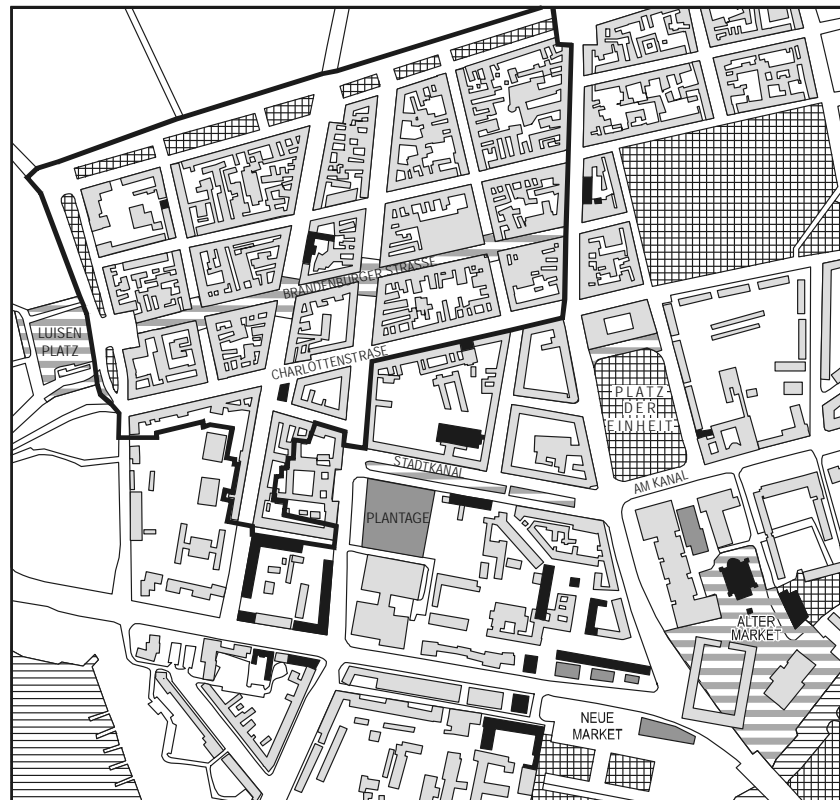 BRANDENBURGER STRASSE
LUISEN
PLATZ
CHARLOTTENSTRASE
PLATZ
DER
EINHEIT
STADTKANAL
AM KANAL
PLANTAGE
ALTER
MARKET
NEUE
MARKET